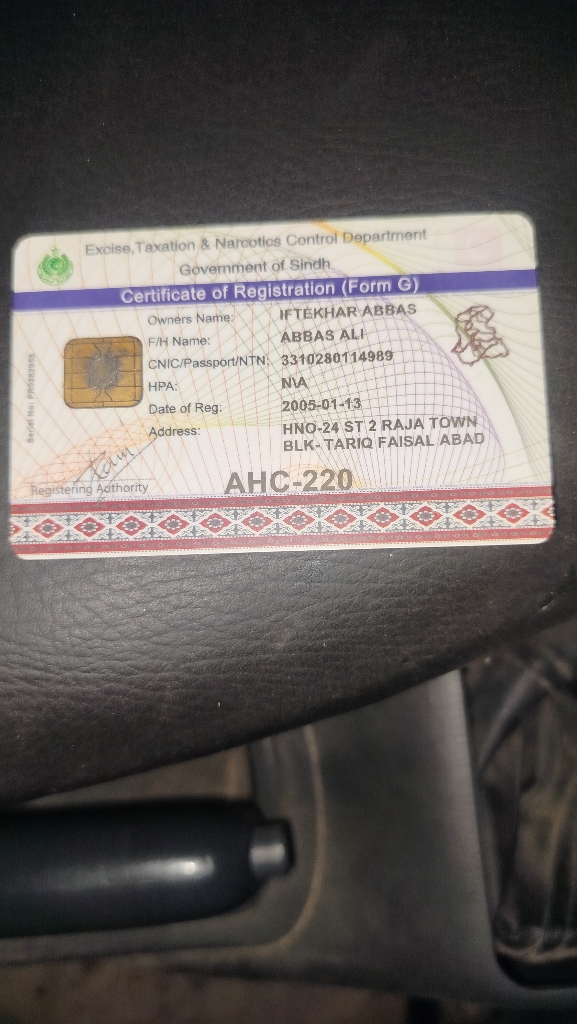 Excise,Taxation & Narcotics Control Department
Government of Sindh
Certificate of Registration (Form G)
Owners Name: IFTEKHAR ABBAS
F/H Name: ABBAS ALI
CNIC/Passport/NTN: 3310280114989
HPA: N\A
Date of Reg: 2005-01-13
Address: HNO-24 ST 2 RAJA TOWN
BLK- TARIQ FAISAL ABAD
Serial No:
Registering Authority
AHC-220